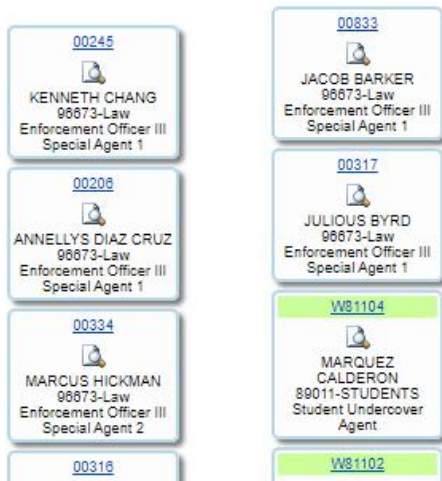 00245
KENNETH CHANG
96673-Law
Enforcement Officer III
Special Agent 1
00206
ANNELLYS DIAZ CRUZ
96673-Law
Enforcement Officer III
Special Agent 1
00334
MARCUS HICKMAN
96673-Law
Enforcement Officer III
Special Agent 2
00316
00833
JACOB BARKER
96673-Law
Enforcement Officer III
Special Agent 1
00317
JULIOUS BYRD
96673-Law
Enforcement Officer III
Special Agent 1
W81104
MARQUEZ
CALDERON
89011-STUDENTS
Student Undercover
Agent
W81102